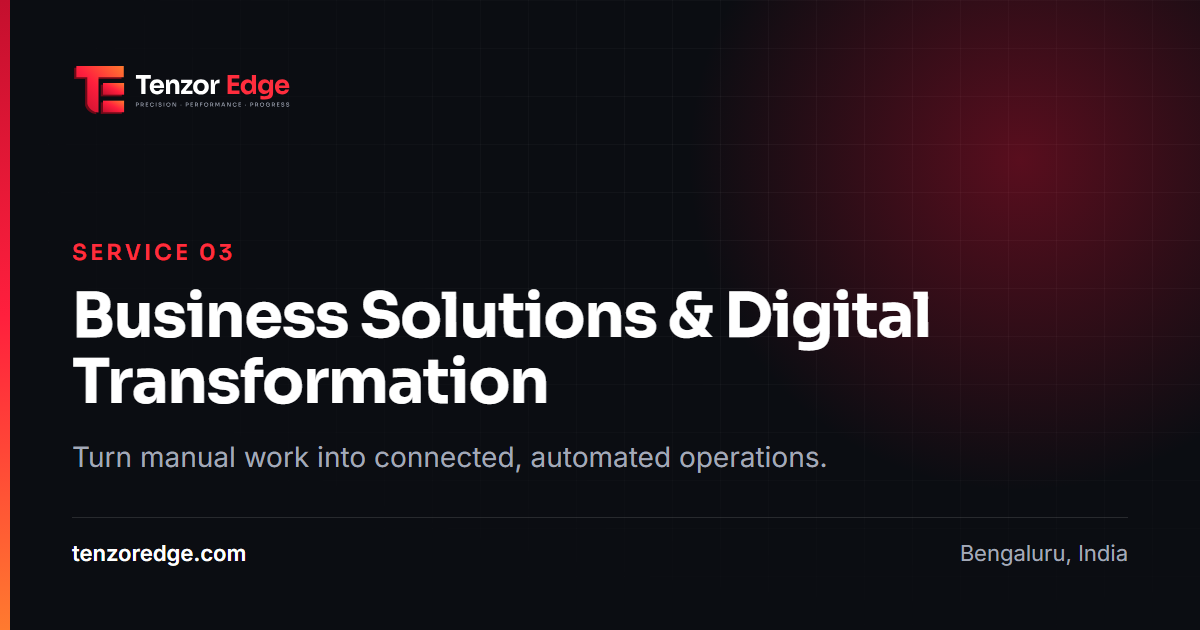 Tenzor Edge
PRECISION · PERFORMANCE · PROGRESS
SERVICE 03
Business Solutions & Digital
Transformation
Turn manual work into connected, automated operations.
tenzoredge.com
Bengaluru, India